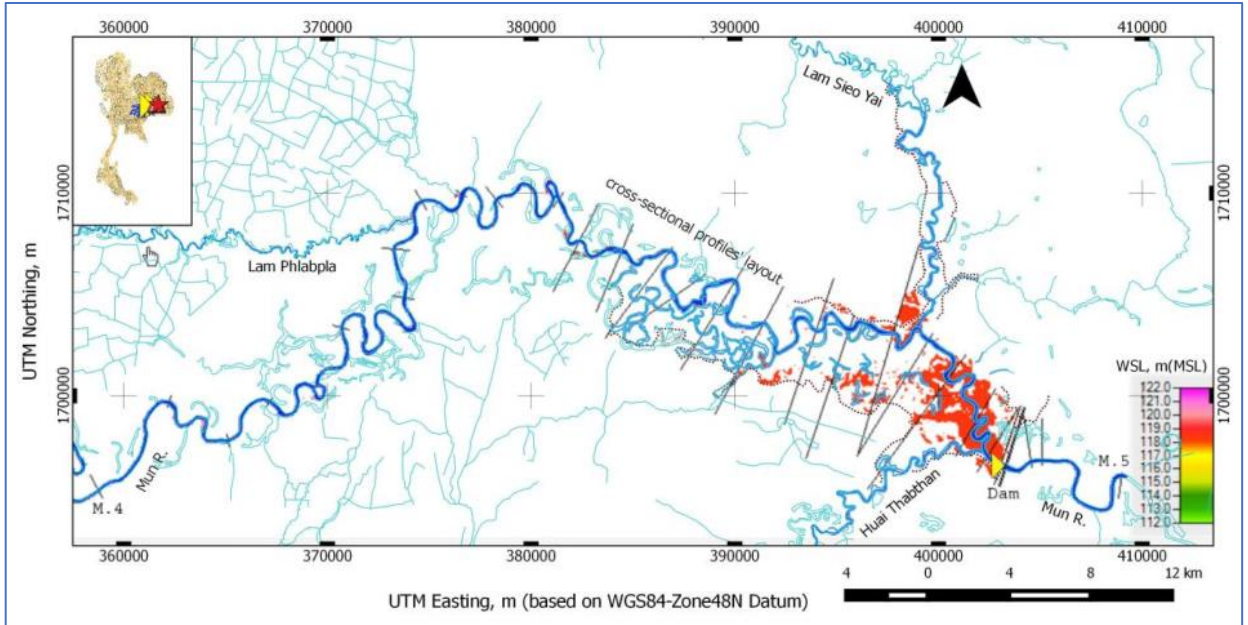 360000 370000 380000 390000 400000 410000
Lam Sieo Yai
1710000
1710000
cross-sectional profiles' layout
Lam Phlabpla
UTM Northing, m
WSL, m(MSL)
122.0
121.0
120.0
119.0
118.0
117.0
116.0
115.0
114.0
113.0
112.0
1700000
1700000
Mun R.
M.4
Huai Thabthan
Dam
M.5
Mun R.
360000 370000 380000 390000 400000 410000
4 0 4 8 12 km
UTM Easting, m (based on WGS84-Zone48N Datum)